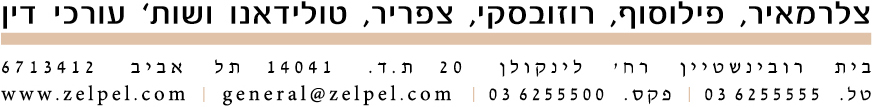 צלרמאיר, פילוסוף, רוזובסקי, צפריר, טולידאנו ושות' עורכי דין
בית רובינשטיין רח' לינקולן 20 ת.ד. 14041 תל אביב 6713412
טל. 03 6255555 | פקס. 03 6255500 | general@zelpel.com | www.zelpel.com